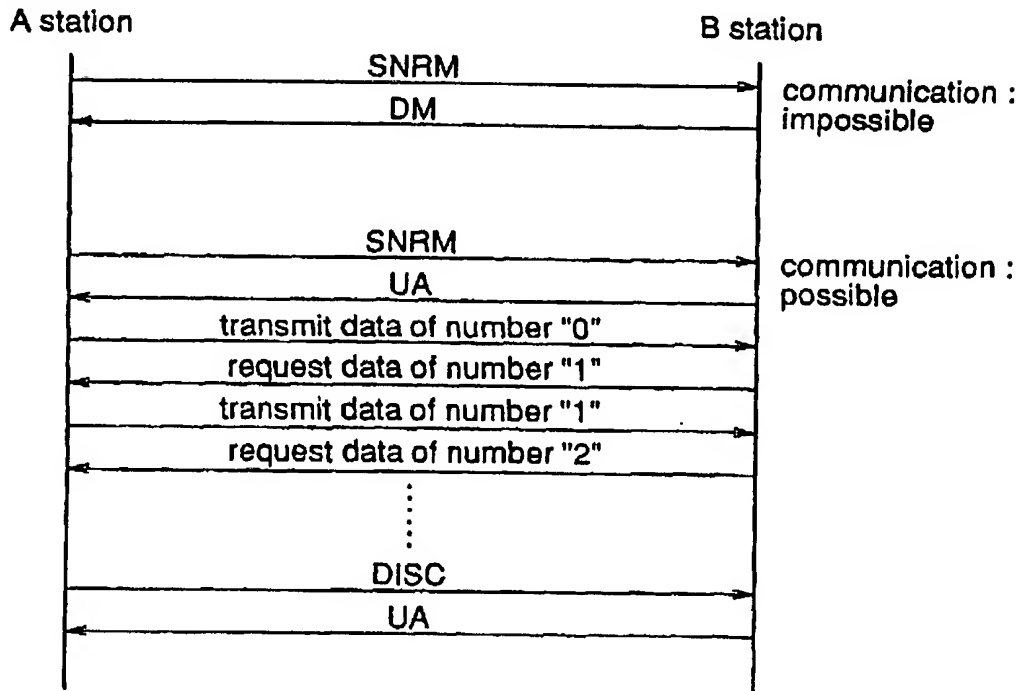 A station
B station
SNRM
communication :
impossible
DM
SNRM
communication :
possible
UA
transmit data of number "0"
request data of number "1"
transmit data of number "1"
request data of number "2"
DISC
UA